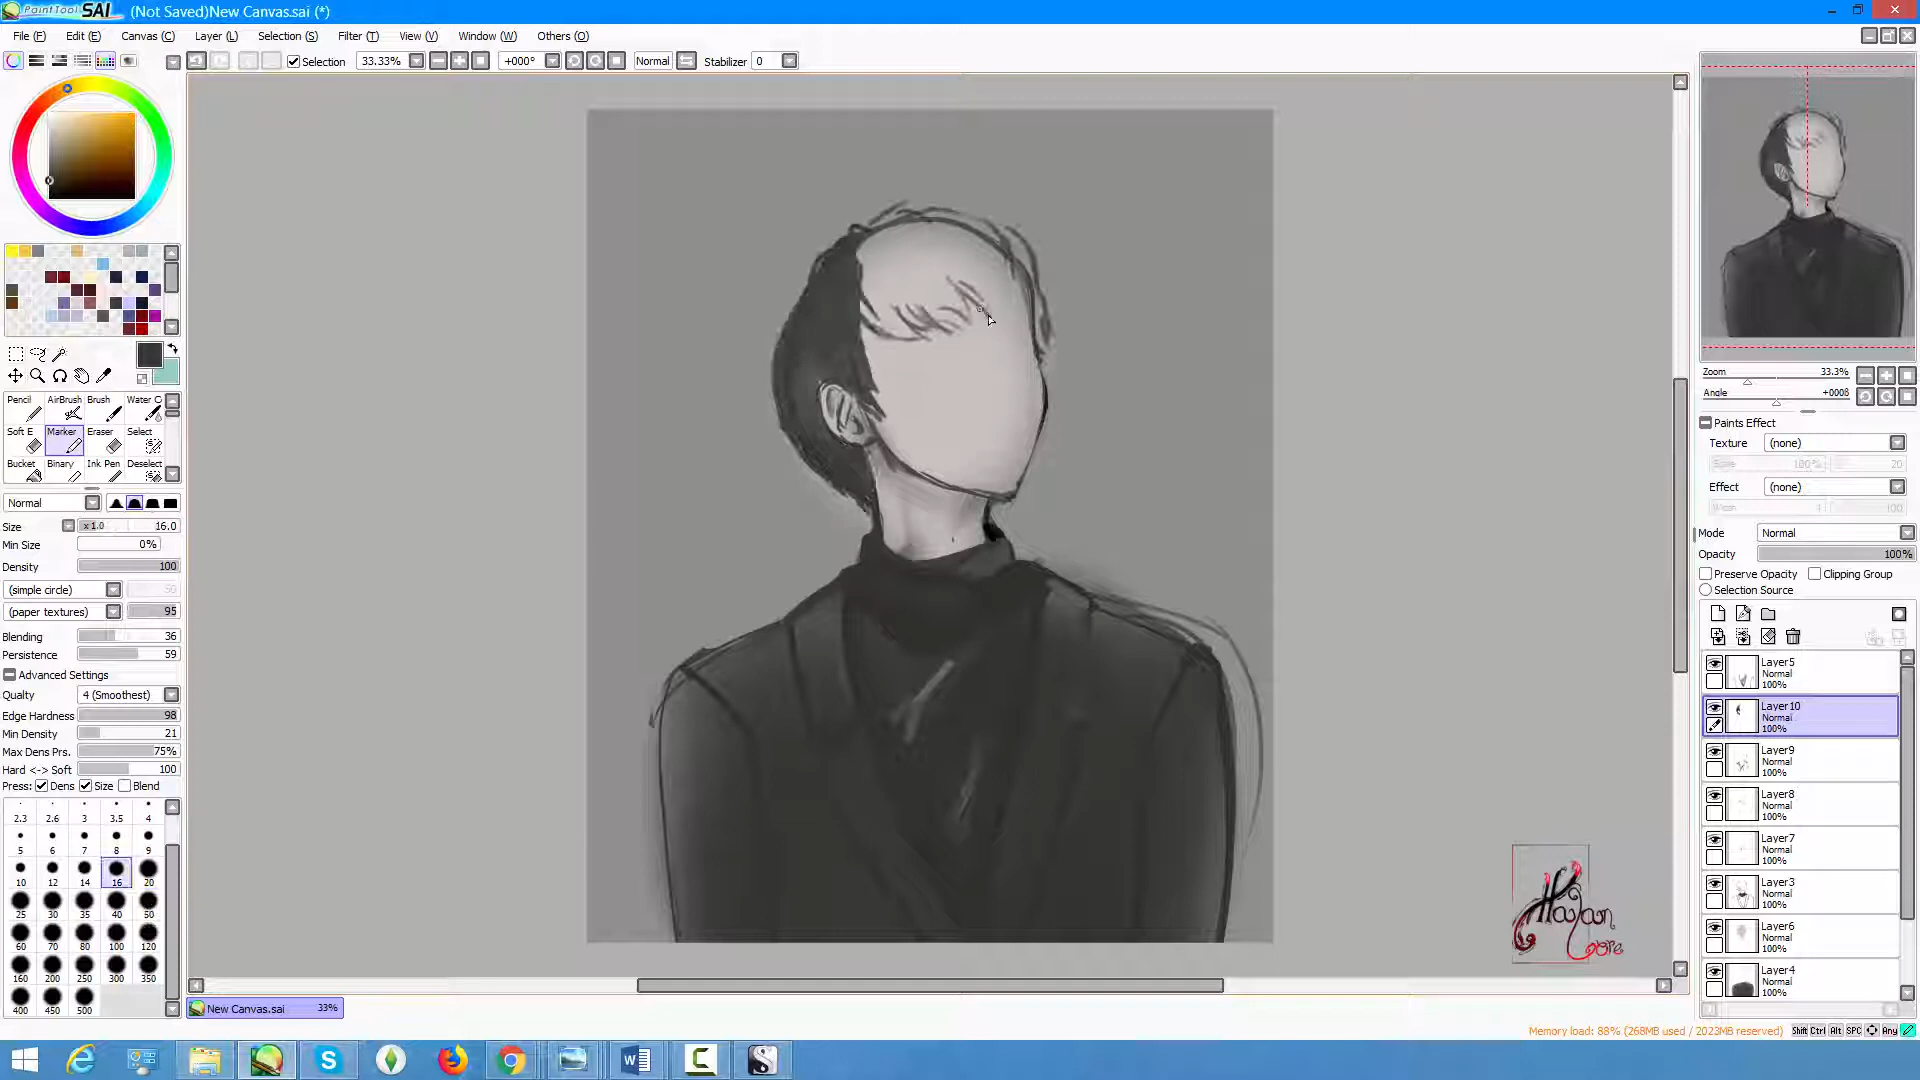 PaintTool SAI (Not Saved)New Canvas.sai (*)
File (F) Edit (E) Canvas (C) Layer (L) Selection (S) Filter (T) View (V) Window (W) Others (O)
Selection 33.33% +000° Normal Stabilizer 0
Pencil AirBrush Brush Water C
Soft E Marker Eraser Select
Bucket Binary Ink Pen Deselect
Normal
Size x 1.0 16.0
Min Size 0%
Density 100
(simple circle) 50
(paper textures) 95
Blending 36
Persistence 59
Advanced Settings
Quality 4 (Smoothest)
Edge Hardness 98
Min Density 21
Max Dens Prs. 75%
Hard <-> Soft 100
Press: Dens Size Blend
2.3 2.6 3 3.5 4
5 6 7 8 9
10 12 14 16 20
25 30 35 40 50
60 70 80 100 120
160 200 250 300 350
400 450 500
New Canvas.sai 33%
Zoom 33.3%
Angle +000°
Paints Effect
Texture (none)
Scale 100% 20
Effect (none)
Width 1 100
Mode Normal
Opacity 100%
Preserve Opacity Clipping Group
Selection Source
Layer5
Normal
100%
Layer10
Normal
100%
Layer9
Normal
100%
Layer8
Normal
100%
Layer7
Normal
100%
Layer3
Normal
100%
Layer6
Normal
100%
Layer4
Normal
100%
Memory load: 88% (268MB used / 2023MB reserved) Shift Ctrl Alt SPC Any